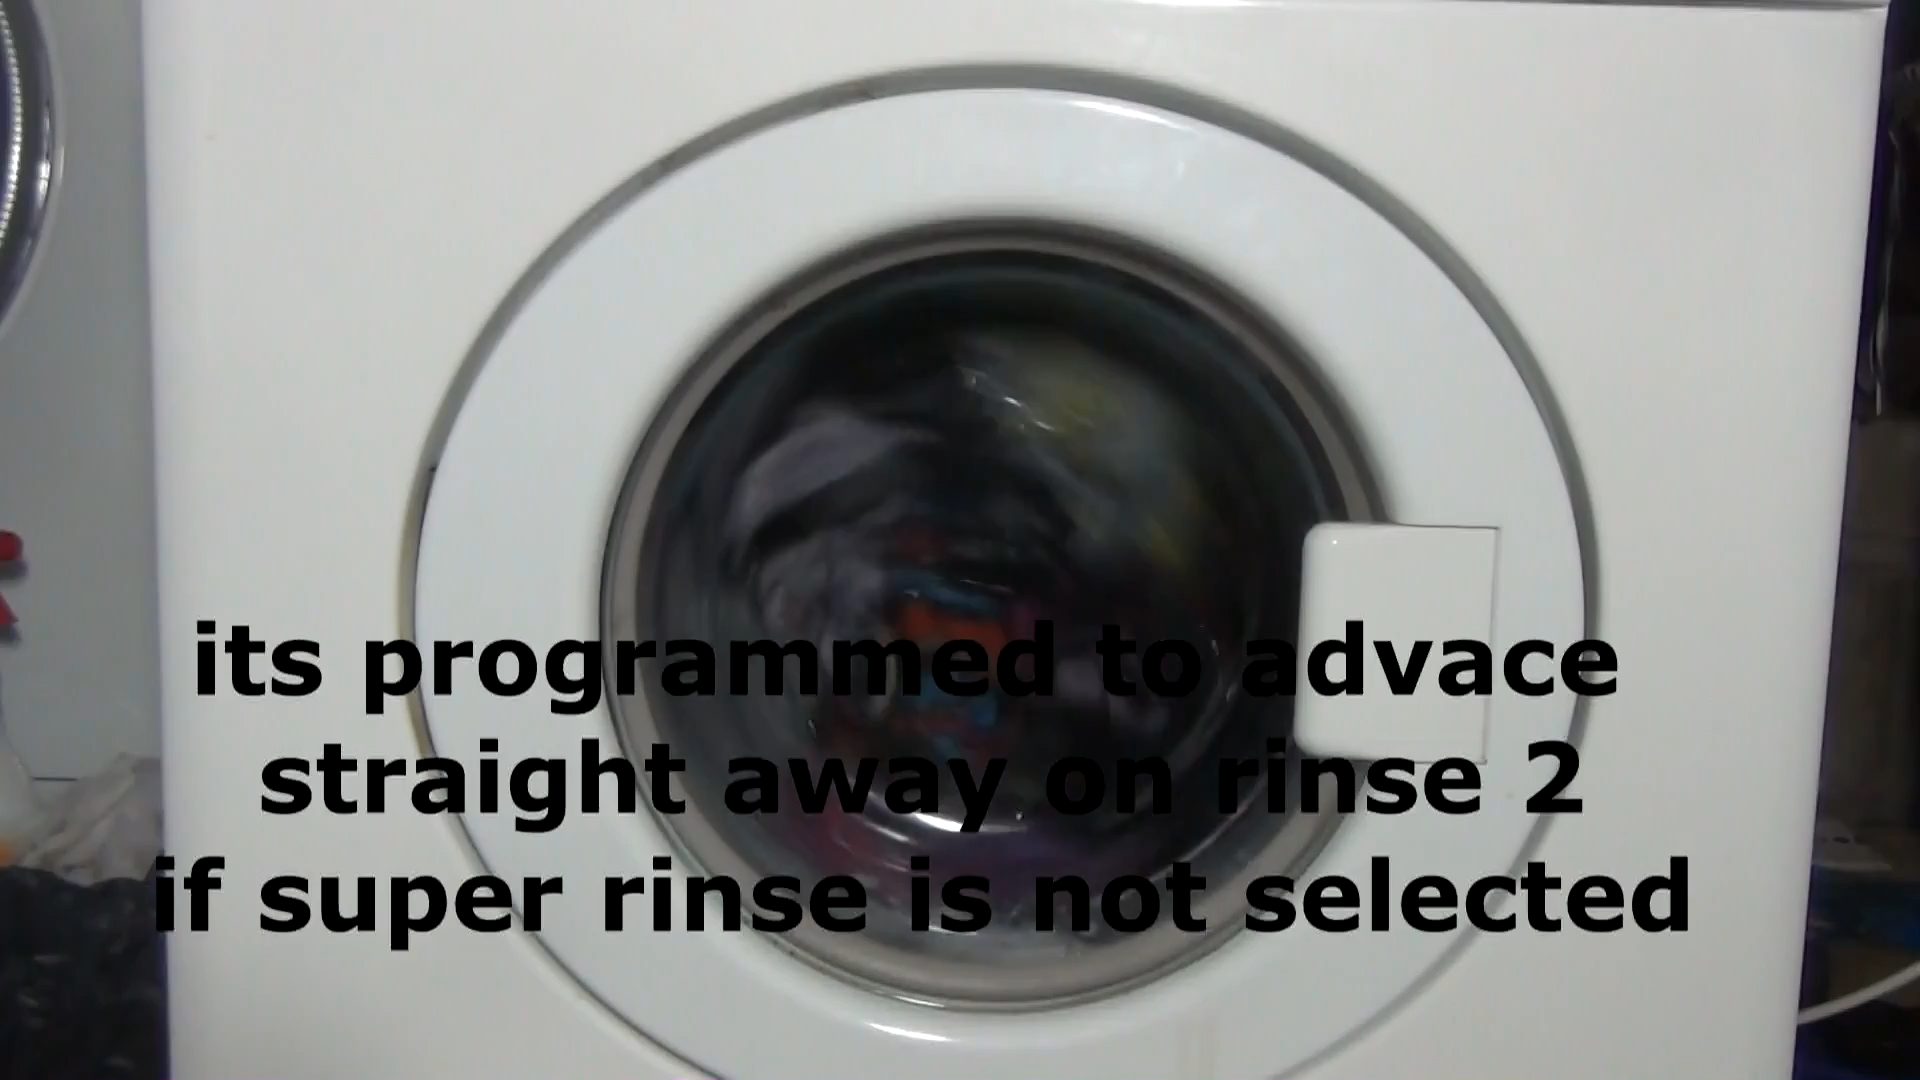 its programmed to advace
straight away on rinse 2
if super rinse is not selected